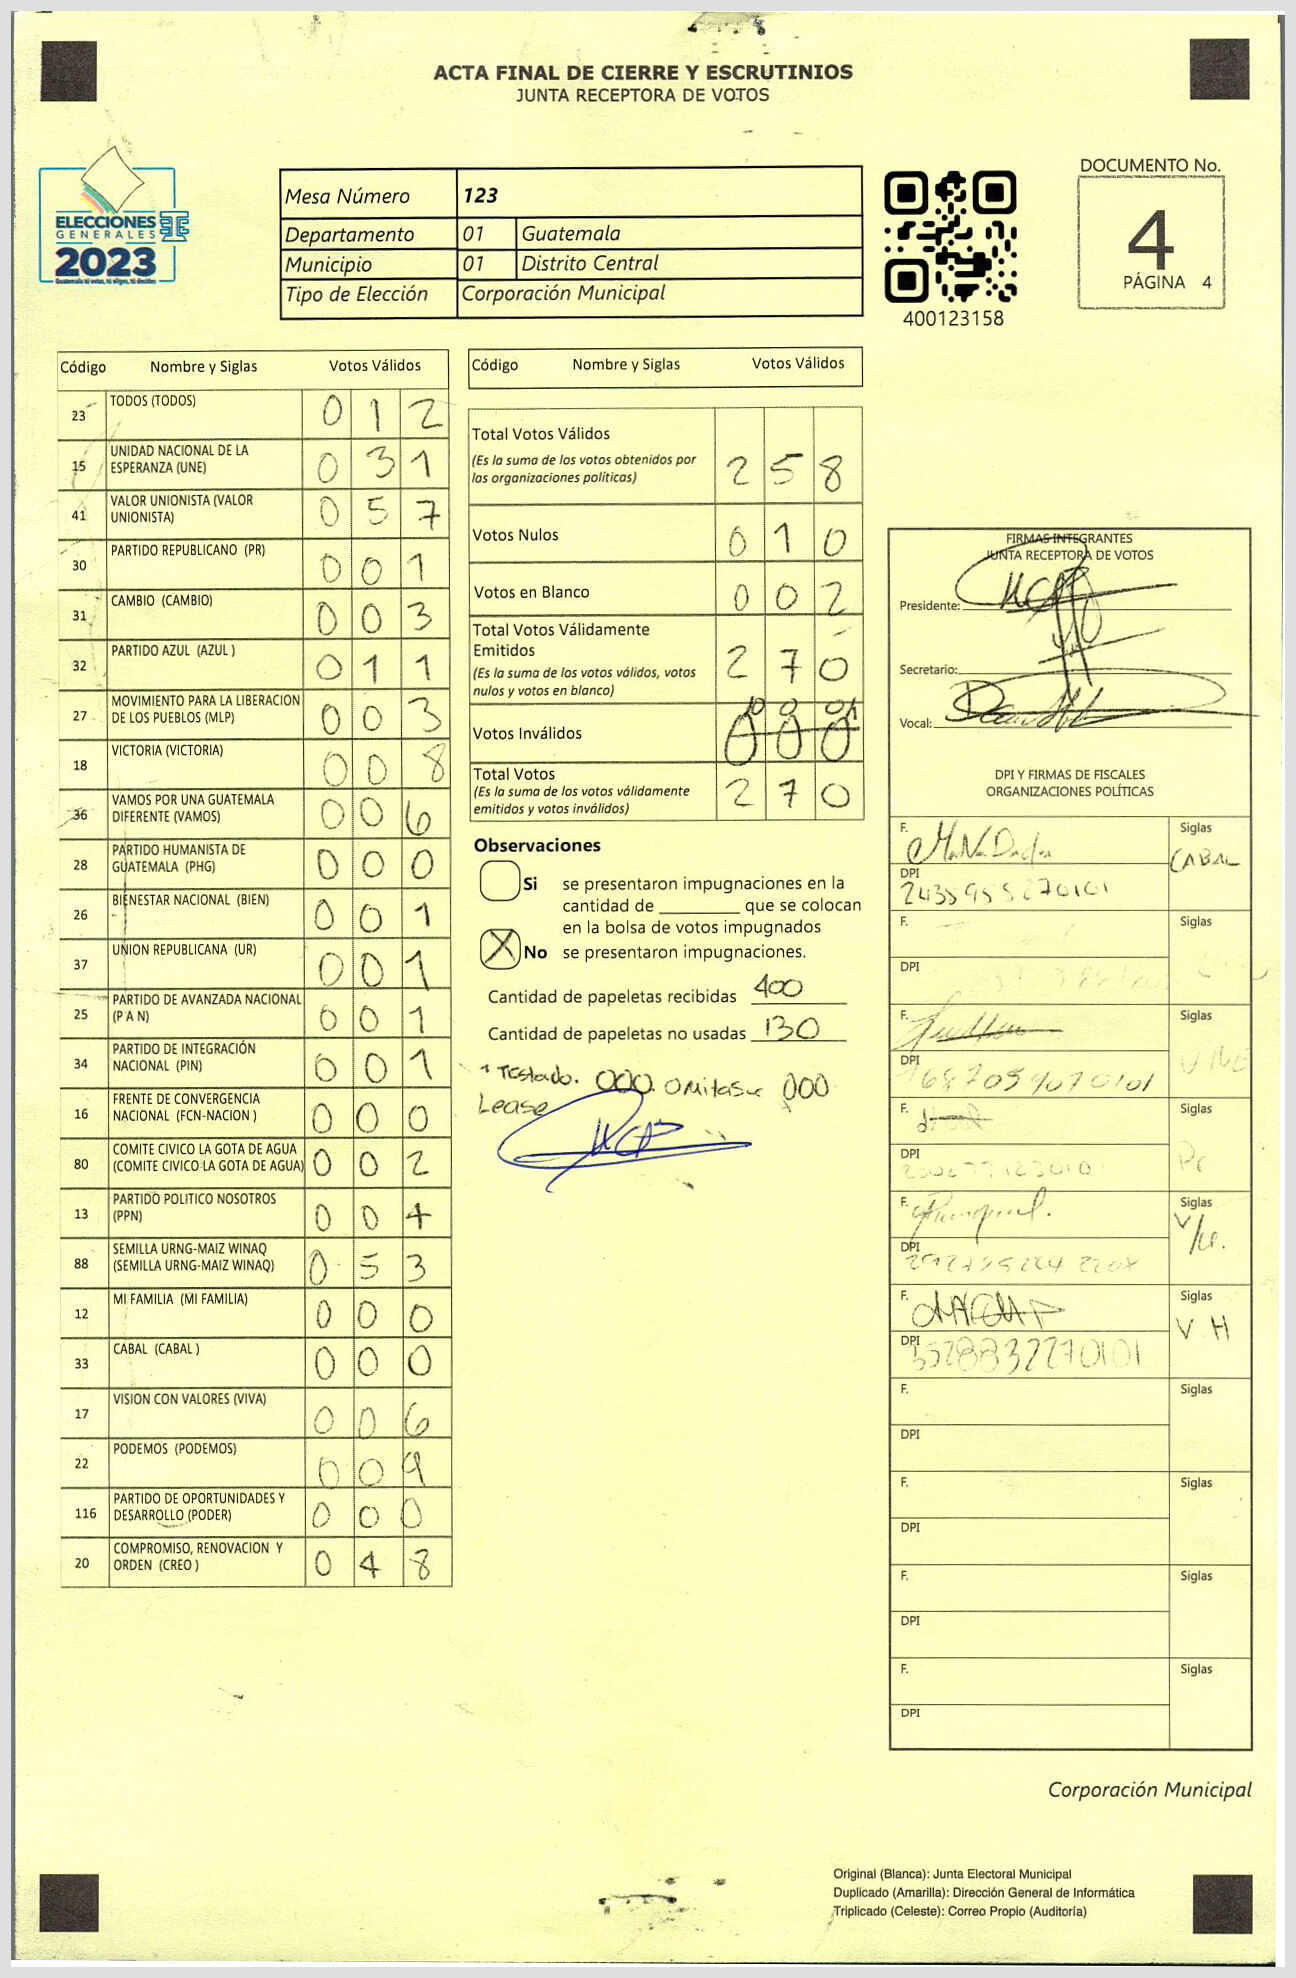 ACTA FINAL DE CIERRE Y ESCRUTINIOS
JUNTA RECEPTORA DE VOTOS
ELECCIONES
GENERALES
2023
Mesa Número 123
Departamento 01 Guatemala
Municipio 01 Distrito Central
Tipo de Elección Corporación Municipal
400123158
DOCUMENTO No.
4
PÁGINA 4
Código Nombre y Siglas Votos Válidos
23 TODOS (TODOS) 0 1 2
15 UNIDAD NACIONAL DE LA
ESPERANZA (UNE) 0 3 1
41 VALOR UNIONISTA (VALOR
UNIONISTA) 0 5 7
30 PARTIDO REPUBLICANO (PR) 0 0 1
31 CAMBIO (CAMBIO) 0 0 3
32 PARTIDO AZUL (AZUL ) 0 1 1
27 MOVIMIENTO PARA LA LIBERACION
DE LOS PUEBLOS (MLP) 0 0 3
18 VICTORIA (VICTORIA) 0 0 8
36 VAMOS POR UNA GUATEMALA
DIFERENTE (VAMOS) 0 0 6
28 PARTIDO HUMANISTA DE
GUATEMALA (PHG) 0 0 0
26 BIENESTAR NACIONAL (BIEN) 0 0 1
37 UNION REPUBLICANA (UR) 0 0 1
25 PARTIDO DE AVANZADA NACIONAL
(P A N) 0 0 1
34 PARTIDO DE INTEGRACIÓN
NACIONAL (PIN) 0 0 1
16 FRENTE DE CONVERGENCIA
NACIONAL (FCN-NACION ) 0 0 0
80 COMITE CIVICO LA GOTA DE AGUA
(COMITE CIVICO LA GOTA DE AGUA) 0 0 2
13 PARTIDO POLITICO NOSOTROS
(PPN) 0 0 4
88 SEMILLA URNG-MAIZ WINAQ
(SEMILLA URNG-MAIZ WINAQ) 0 5 3
12 MI FAMILIA (MI FAMILIA) 0 0 0
33 CABAL (CABAL ) 0 0 0
17 VISION CON VALORES (VIVA) 0 0 6
22 PODEMOS (PODEMOS) 0 0 9
116 PARTIDO DE OPORTUNIDADES Y
DESARROLLO (PODER) 0 0 0
20 COMPROMISO, RENOVACION Y
ORDEN (CREO ) 0 4 8
Código Nombre y Siglas Votos Válidos
Total Votos Válidos
(Es la suma de los votos obtenidos por
las organizaciones políticas) 2 5 8
Votos Nulos 0 1 0
Votos en Blanco 0 0 2
Total Votos Válidamente
Emitidos 2 7 0
(Es la suma de los votos válidos, votos
nulos y votos en blanco)
Votos Inválidos 0 0 0
Total Votos
(Es la suma de los votos válidamente
emitidos y votos inválidos) 2 7 0
Observaciones
Si se presentaron impugnaciones en la
cantidad de ________ que se colocan
en la bolsa de votos impugnados
X No se presentaron impugnaciones.
Cantidad de papeletas recibidas 400
Cantidad de papeletas no usadas 130
Testado. 000. Omitase 000
Lease
FIRMAS INTEGRANTES
JUNTA RECEPTORA DE VOTOS
Presidente:
Secretario:
Vocal:
DPI Y FIRMAS DE FISCALES
ORGANIZACIONES POLÍTICAS
F. Siglas
CABAL
DPI
F. Siglas
DPI
F. Siglas
UNE
DPI
F. Siglas
DPI
F. Siglas
DPI
F. Siglas
V H
DPI
F. Siglas
DPI
F. Siglas
DPI
F. Siglas
DPI
F. Siglas
DPI
Corporación Municipal
Original (Blanca): Junta Electoral Municipal
Duplicado (Amarilla): Dirección General de Informática
Triplicado (Celeste): Correo Propio (Auditoría)